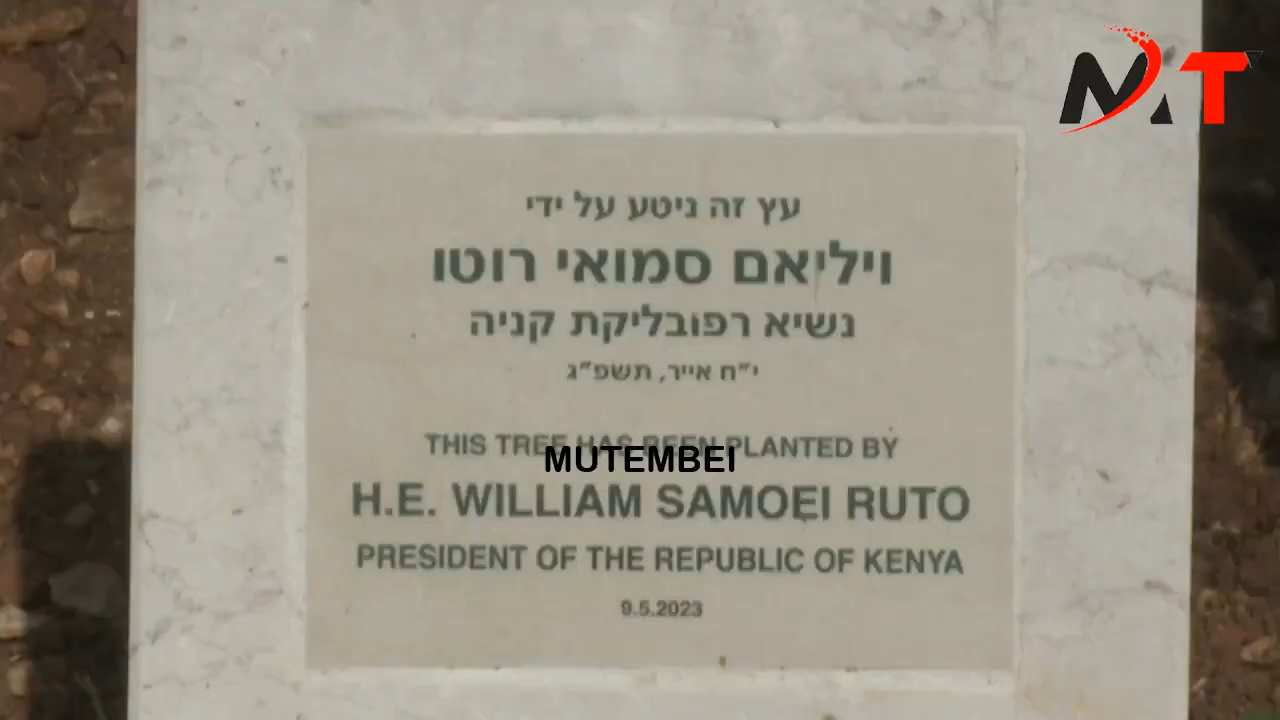 MT
עץ זה ניטע על ידי
ויליאם סמואי רוטו
נשיא רפובליקת קניה
י״ח אייר, תשפ״ג
THIS TREE HAS BEEN PLANTED BY
MUTEMBEI
H.E. WILLIAM SAMOEI RUTO
PRESIDENT OF THE REPUBLIC OF KENYA
9.5.2023